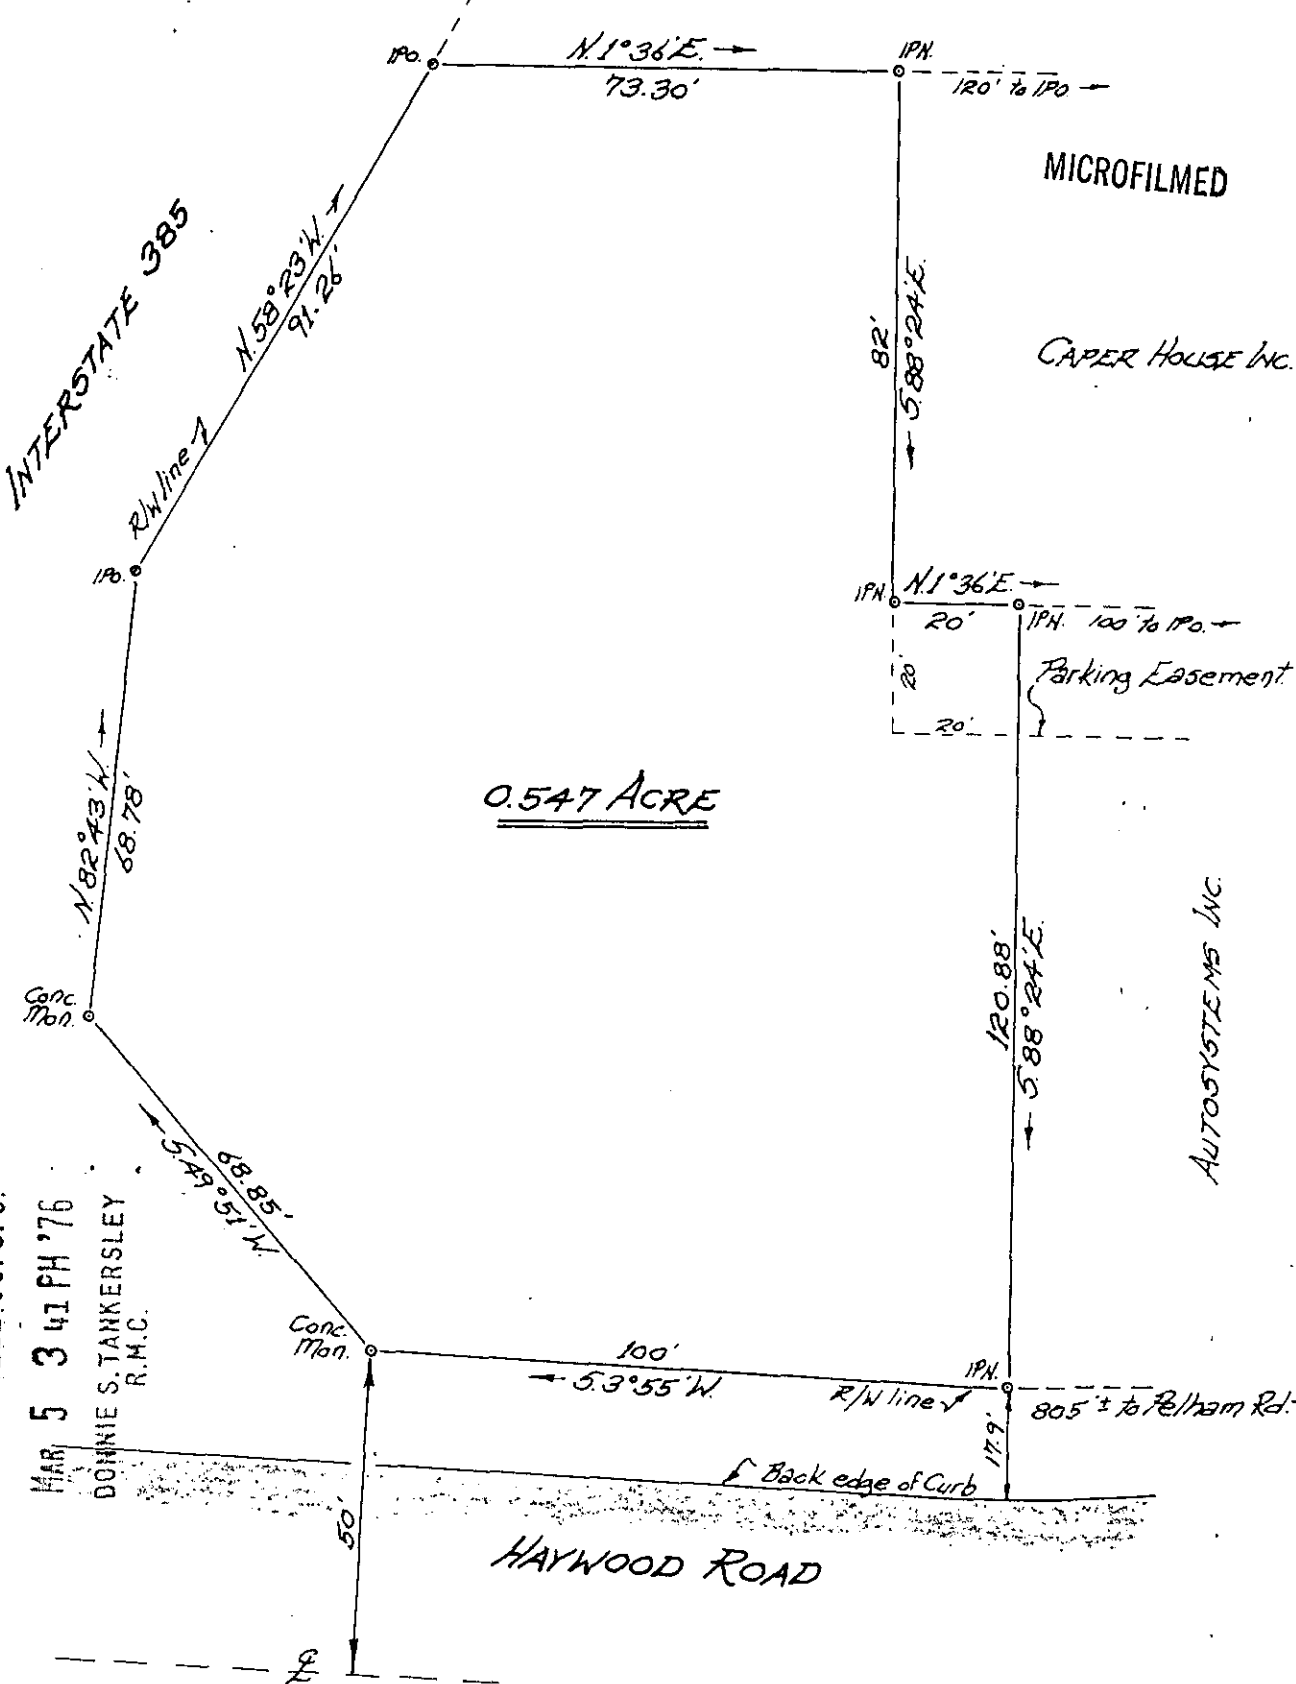 IPO.
N. 1°36'E. →
73.30'
IPN.
120' to IPO →
MICROFILMED
INTERSTATE 385
N. 58°23'W. →
91.26'
R/W line
82'
← S. 88°24'E.
CAPER HOUSE INC.
IPO.
IPN.
N. 1°36'E. →
20'
IPN.
100' to IPO. →
20'
20'
Parking Easement
N. 82°43'W. →
68.78'
0.547 ACRE
120.88'
← S. 88°24'E.
AUTOSYSTEMS INC.
Conc.
Mon.
68.85'
← S. 49°51'W.
MAR 5 3 41 PM '76
DONNIE S. TANKERSLEY
R.M.C.
Conc.
Mon.
100'
← S. 3°55'W.
R/W line
IPN.
805' ± to Pelham Rd.
17.9'
Back edge of Curb
50'
HAYWOOD ROAD
℄